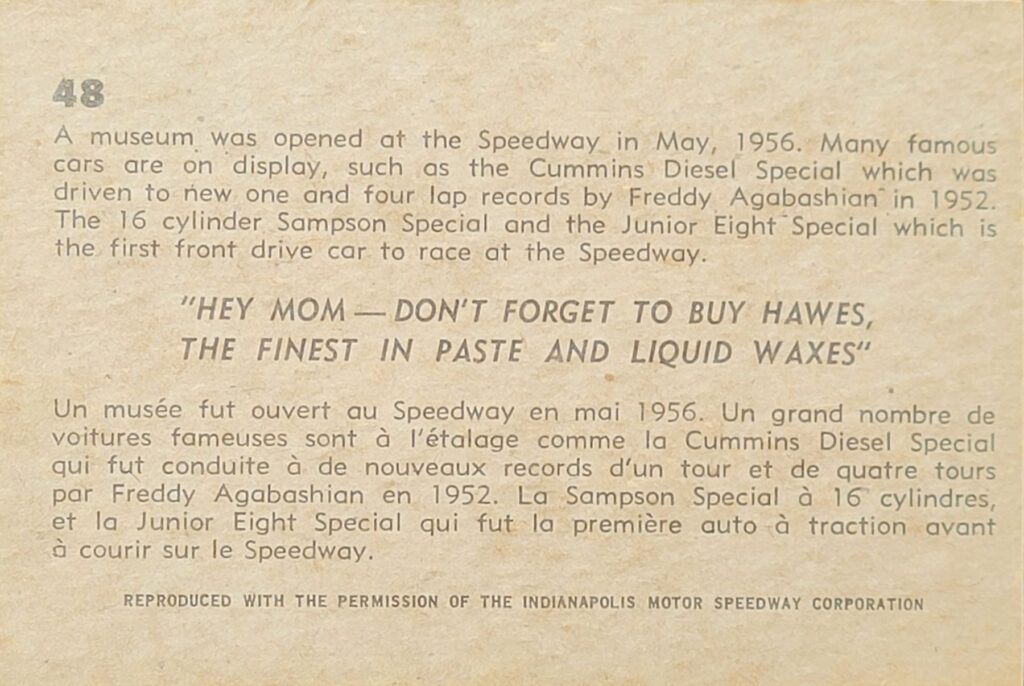 48
A museum was opened at the Speedway in May, 1956. Many famous
cars are on display, such as the Cummins Diesel Special which was
driven to new one and four lap records by Freddy Agabashian in 1952.
The 16 cylinder Sampson Special and the Junior Eight Special which is
the first front drive car to race at the Speedway.
"HEY MOM — DON'T FORGET TO BUY HAWES,
THE FINEST IN PASTE AND LIQUID WAXES"
Un musée fut ouvert au Speedway en mai 1956. Un grand nombre de
voitures fameuses sont à l'étalage comme la Cummins Diesel Special
qui fut conduite à de nouveaux records d'un tour et de quatre tours
par Freddy Agabashian en 1952. La Sampson Special à 16 cylindres,
et la Junior Eight Special qui fut la première auto à traction avant
à courir sur le Speedway.
REPRODUCED WITH THE PERMISSION OF THE INDIANAPOLIS MOTOR SPEEDWAY CORPORATION